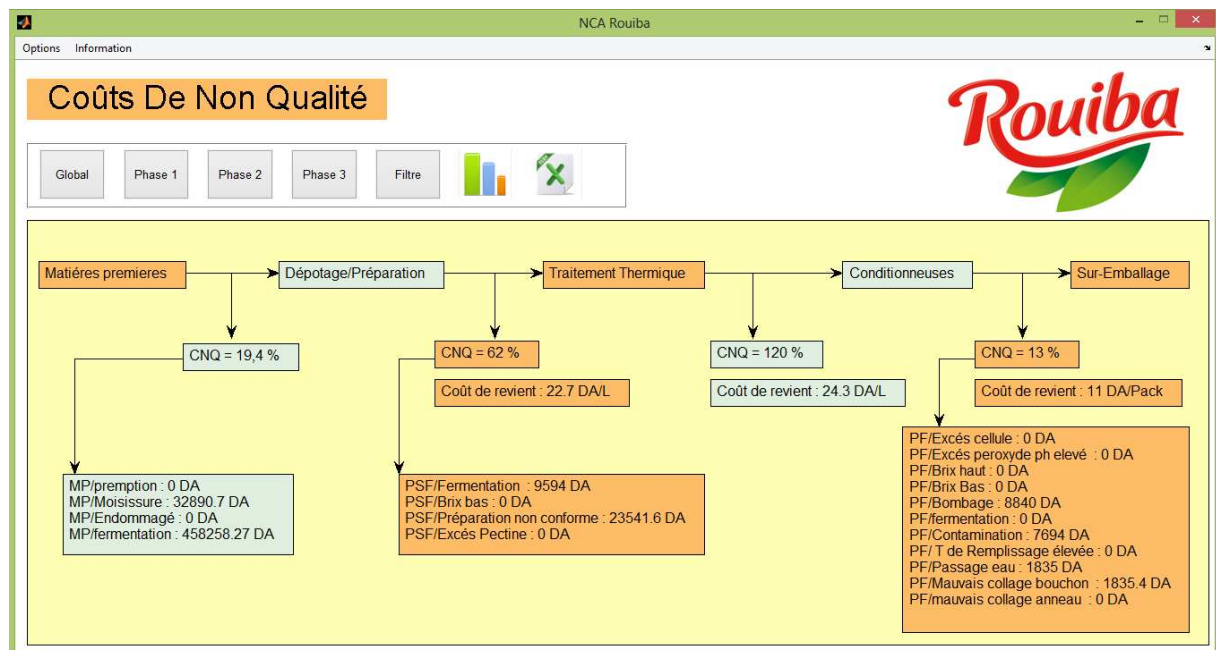 NCA Rouiba
Options Information
Coûts De Non Qualité
Rouiba
Global Phase 1 Phase 2 Phase 3 Filtre
Matiéres premieres
Dépotage/Préparation
Traitement Thermique
Conditionneuses
Sur-Emballage
CNQ = 19,4 %
CNQ = 62 %
CNQ = 120 %
CNQ = 13 %
Coût de revient : 22.7 DA/L
Coût de revient : 24.3 DA/L
Coût de revient : 11 DA/Pack
MP/premption : 0 DA
MP/Moisissure : 32890.7 DA
MP/Endommagé : 0 DA
MP/fermentation : 458258.27 DA
PSF/Fermentation : 9594 DA
PSF/Brix bas : 0 DA
PSF/Préparation non conforme : 23541.6 DA
PSF/Excés Pectine : 0 DA
PF/Excés cellule : 0 DA
PF/Excés peroxyde ph elevé : 0 DA
PF/Brix haut : 0 DA
PF/Brix Bas : 0 DA
PF/Bombage : 8840 DA
PF/fermentation : 0 DA
PF/Contamination : 7694 DA
PF/ T de Remplissage élevée : 0 DA
PF/Passage eau : 1835 DA
PF/Mauvais collage bouchon : 1835.4 DA
PF/mauvais collage anneau : 0 DA